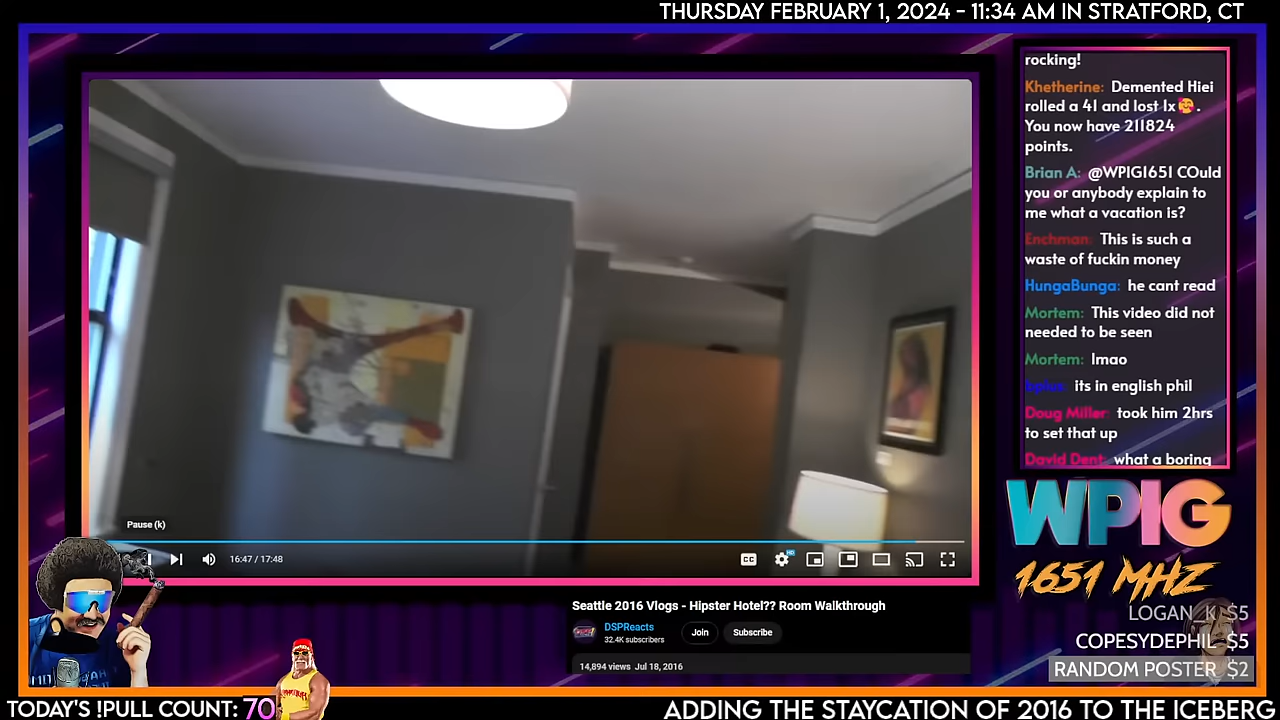 THURSDAY FEBRUARY 1, 2024 - 11:34 AM IN STRATFORD, CT
rocking!
Khetherine: Demented Hiei
rolled a 41 and lost 1x🥰.
You now have 211824
points.
Brian A: @WPIG1651 COuld
you or anybody explain to
me what a vacation is?
Enchman: This is such a
waste of fuckin money
HungaBunga: he cant read
Mortem: This video did not
needed to be seen
Mortem: lmao
its in english phil
Doug Miller: took him 2hrs
to set that up
David Dent: what a boring
Pause (k)
16:47 / 17:48
CC
HD
WPIG
1651 MHZ
Seattle 2016 Vlogs - Hipster Hotel?? Room Walkthrough
DSPReacts
32.4K subscribers
Join
Subscribe
14,894 views Jul 18, 2016
LOGAN_K $5
COPESYDEPHIL $5
RANDOM POSTER $2
TODAY'S !PULL COUNT: 70
ADDING THE STAYCATION OF 2016 TO THE ICEBERG